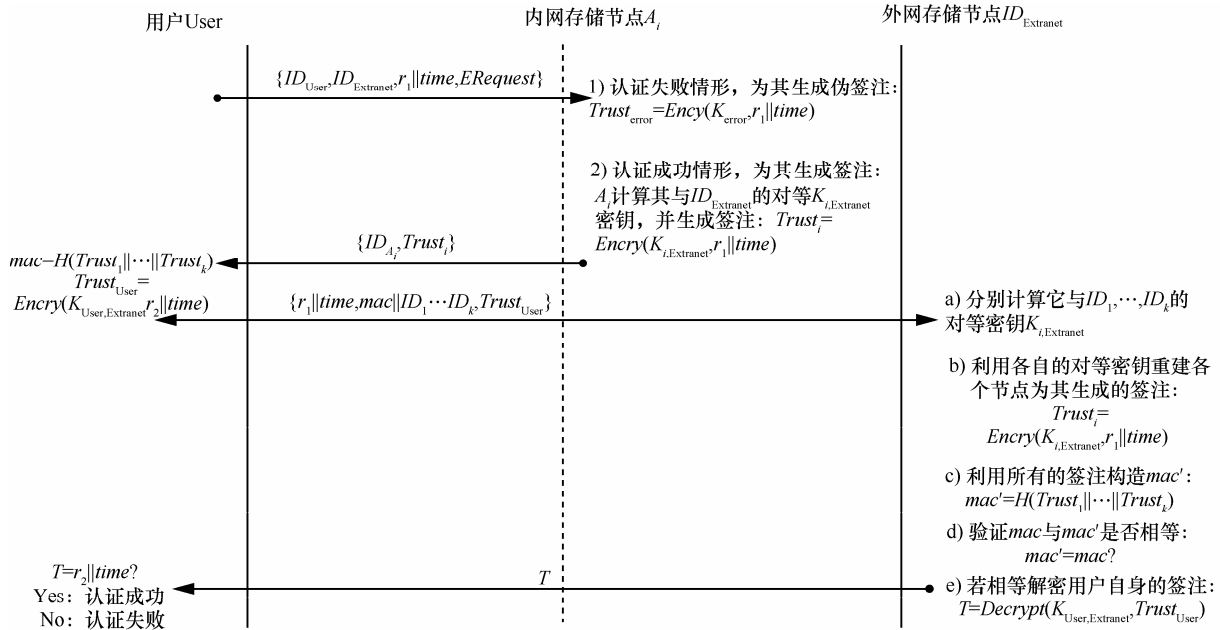 用户User
内网存储节点A_i
外网存储节点ID_Extranet
{ID_User,ID_Extranet,r_1||time,ERequest}
1) 认证失败情形，为其生成伪签注：
Trust_error=Ency(K_error,r_1||time)
2) 认证成功情形，为其生成签注：
A_i计算其与ID_Extranet的对等K_i,Extranet
密钥，并生成签注：Trust_i=
Encry(K_i,Extranet,r_1||time)
{ID_A_i,Trust_i}
mac−H(Trust_1||···||Trust_k)
Trust_User=
Encry(K_User,Extranet r_2||time)
{r_1||time,mac||ID_1···ID_k,Trust_User}
a) 分别计算它与ID_1,···,ID_k的
对等密钥K_i,Extranet
b) 利用各自的对等密钥重建各
个节点为其生成的签注：
Trust_i=
Encry(K_i,Extranet,r_1||time)
c) 利用所有的签注构造mac′：
mac′=H(Trust_1||···||Trust_k)
d) 验证mac与mac′是否相等：
mac′=mac?
e) 若相等解密用户自身的签注：
T=Decrypt(K_User,Extranet,Trust_User)
T
T=r_2||time?
Yes：认证成功
No：认证失败